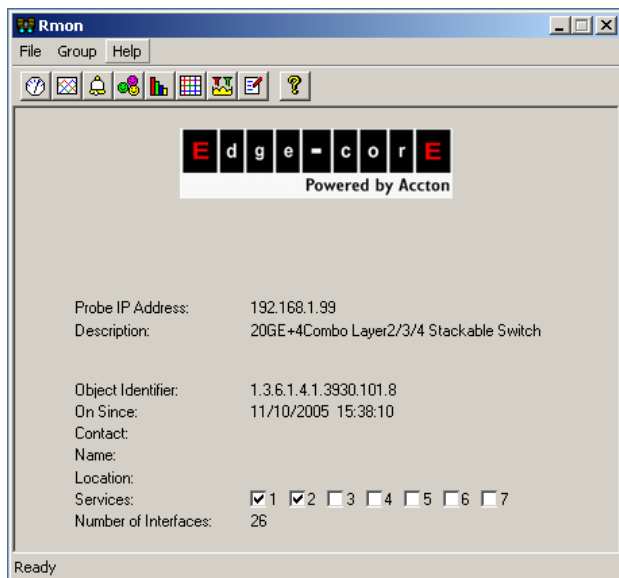 Rmon
File Group Help
Edge-corE
Powered by Accton
Probe IP Address: 192.168.1.99
Description: 20GE+4Combo Layer2/3/4 Stackable Switch
Object Identifier: 1.3.6.1.4.1.3930.101.8
On Since: 11/10/2005 15:38:10
Contact:
Name:
Location:
Services: 1 2 3 4 5 6 7
Number of Interfaces: 26
Ready